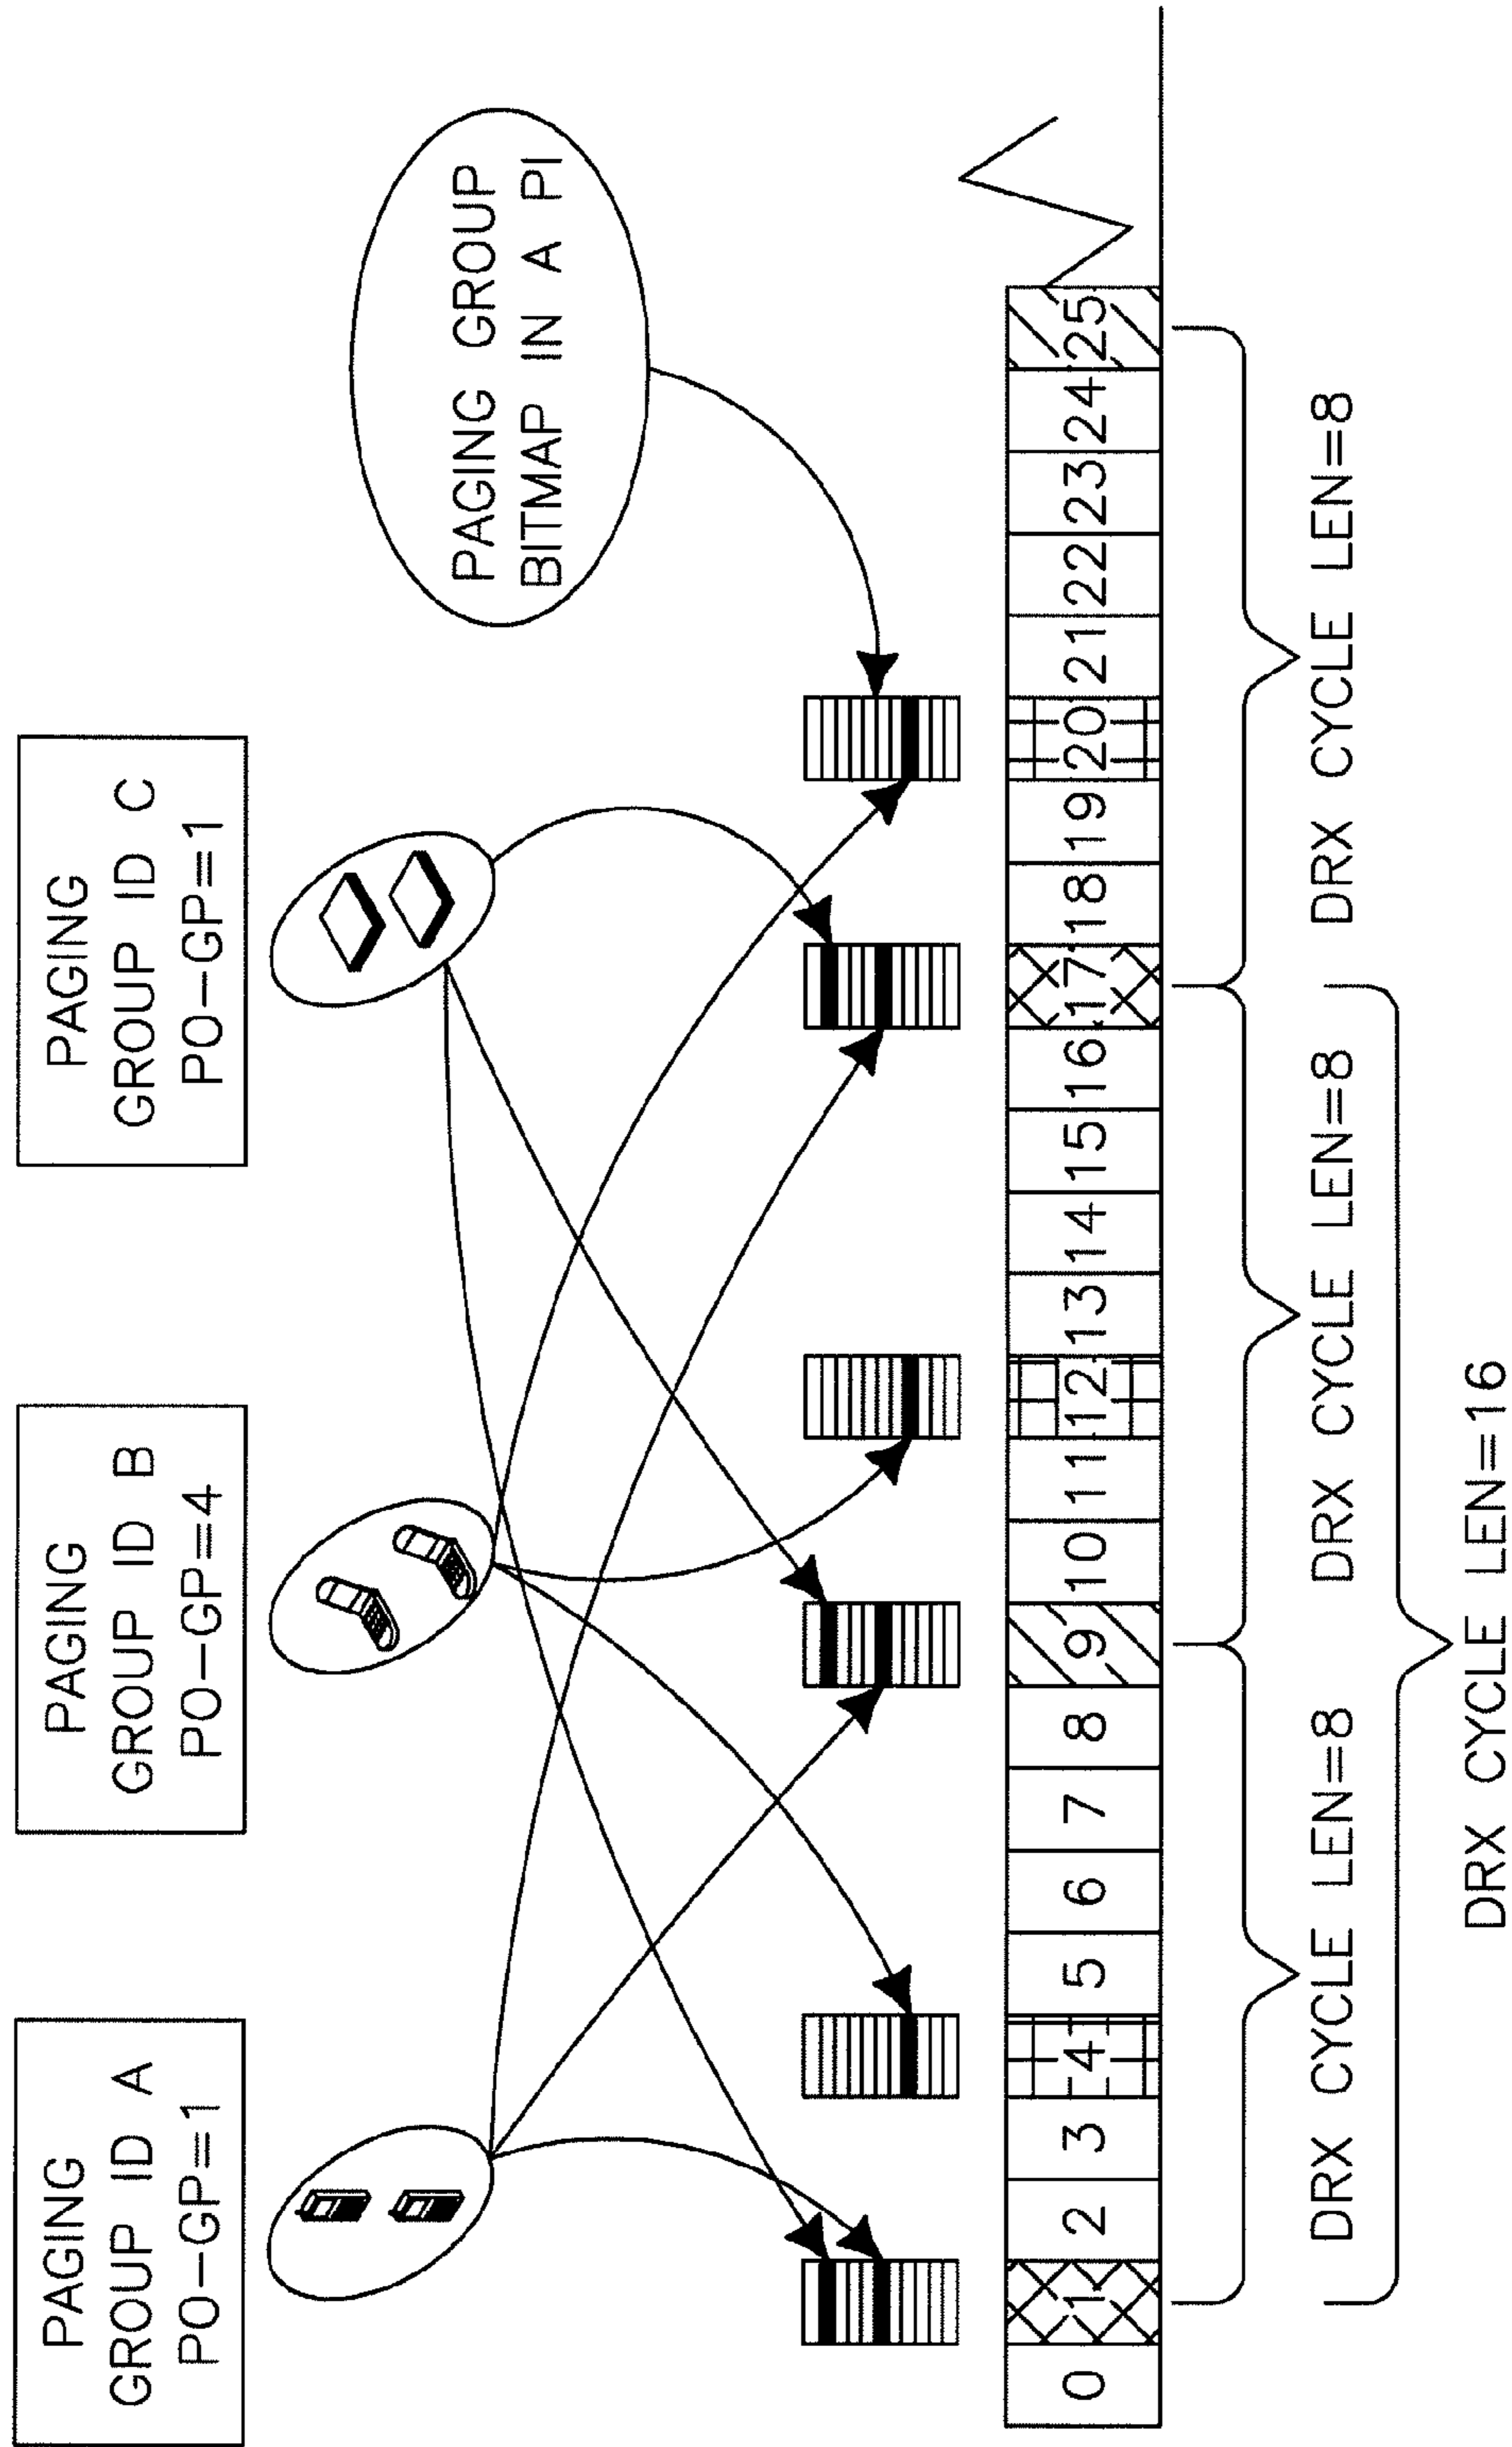 PAGING
GROUP ID A
PO-GP=1
PAGING
GROUP ID B
PO-GP=4
PAGING
GROUP ID C
PO-GP=1
PAGING GROUP
BITMAP IN A PI
0 1 2 3 4 5 6 7 8 9 10 11 12 13 14 15 16 17 18 19 20 21 22 23 24 25
DRX CYCLE LEN=8 DRX CYCLE LEN=8 DRX CYCLE LEN=8
DRX CYCLE LEN=16